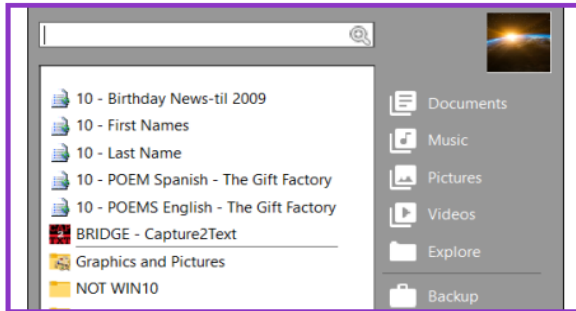 10 - Birthday News-til 2009
10 - First Names
10 - Last Name
10 - POEM Spanish - The Gift Factory
10 - POEMS English - The Gift Factory
BRIDGE - Capture2Text
Graphics and Pictures
NOT WIN10
Documents
Music
Pictures
Videos
Explore
Backup